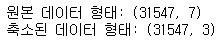 원본 데이터 형태: (31547, 7)
축소된 데이터 형태: (31547, 3)